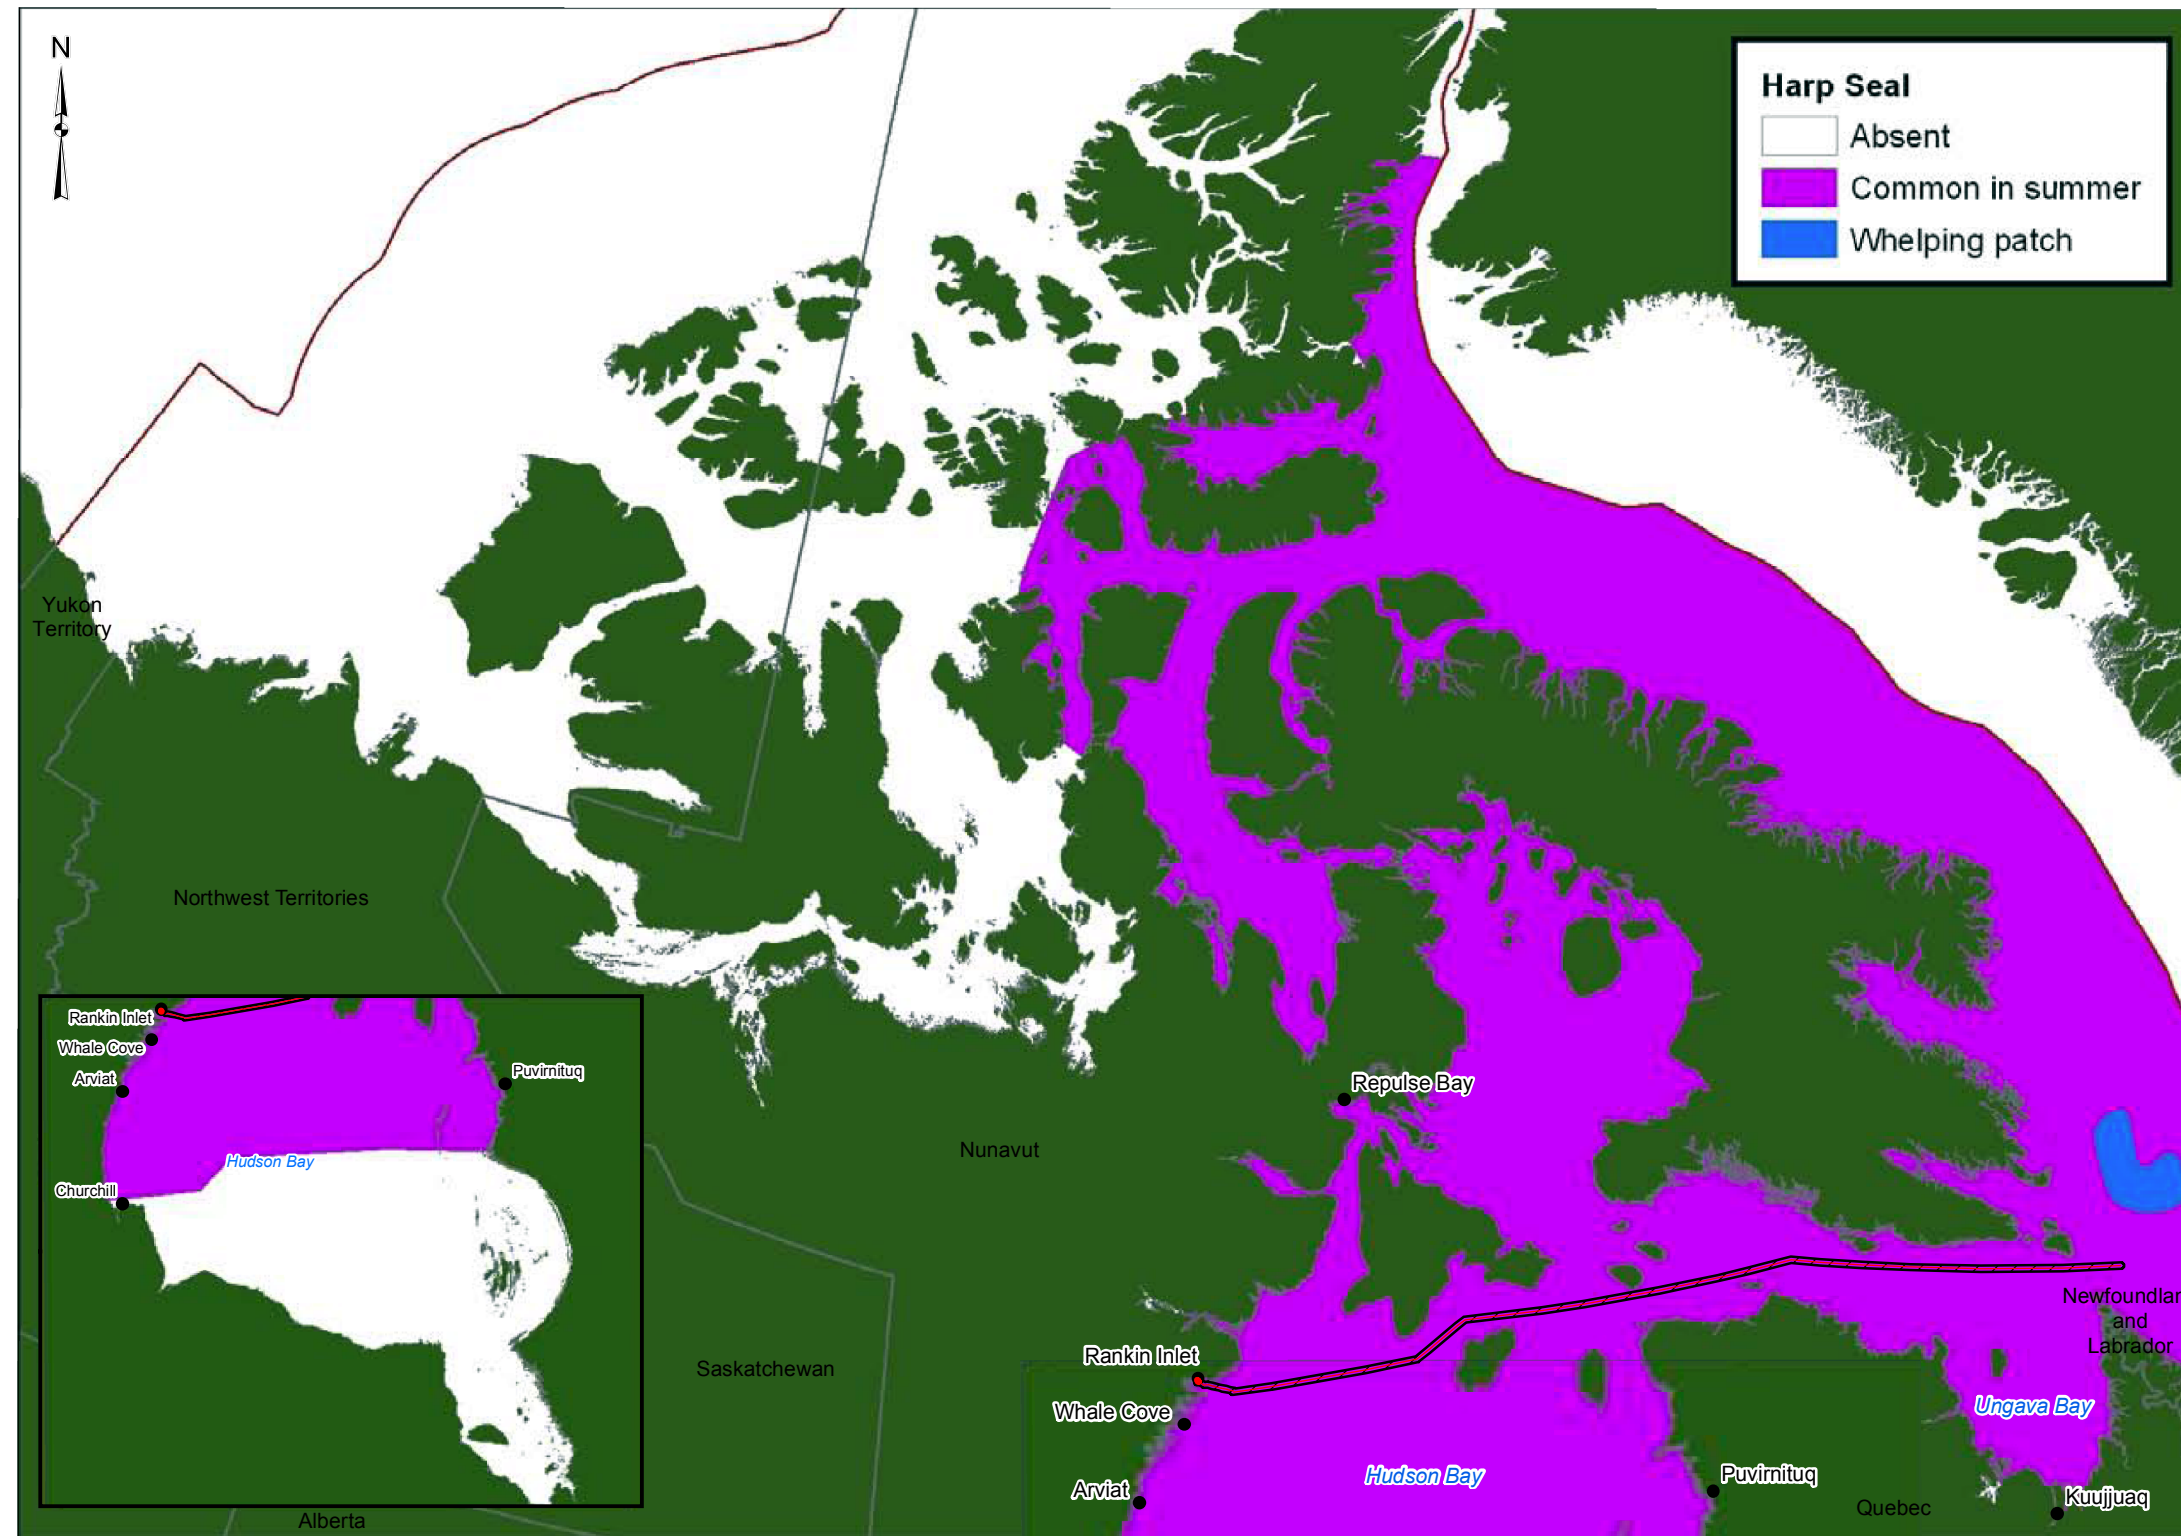 N
Harp Seal
Absent
Common in summer
Whelping patch
Yukon
Territory
Northwest Territories
Rankin Inlet
Whale Cove
Arviat
Puvirnituq
Hudson Bay
Churchill
Repulse Bay
Nunavut
Newfoundlan
and
Labrador
Rankin Inlet
Saskatchewan
Whale Cove
Ungava Bay
Hudson Bay
Puvirnituq
Arviat
Kuujjuaq
Quebec
Alberta